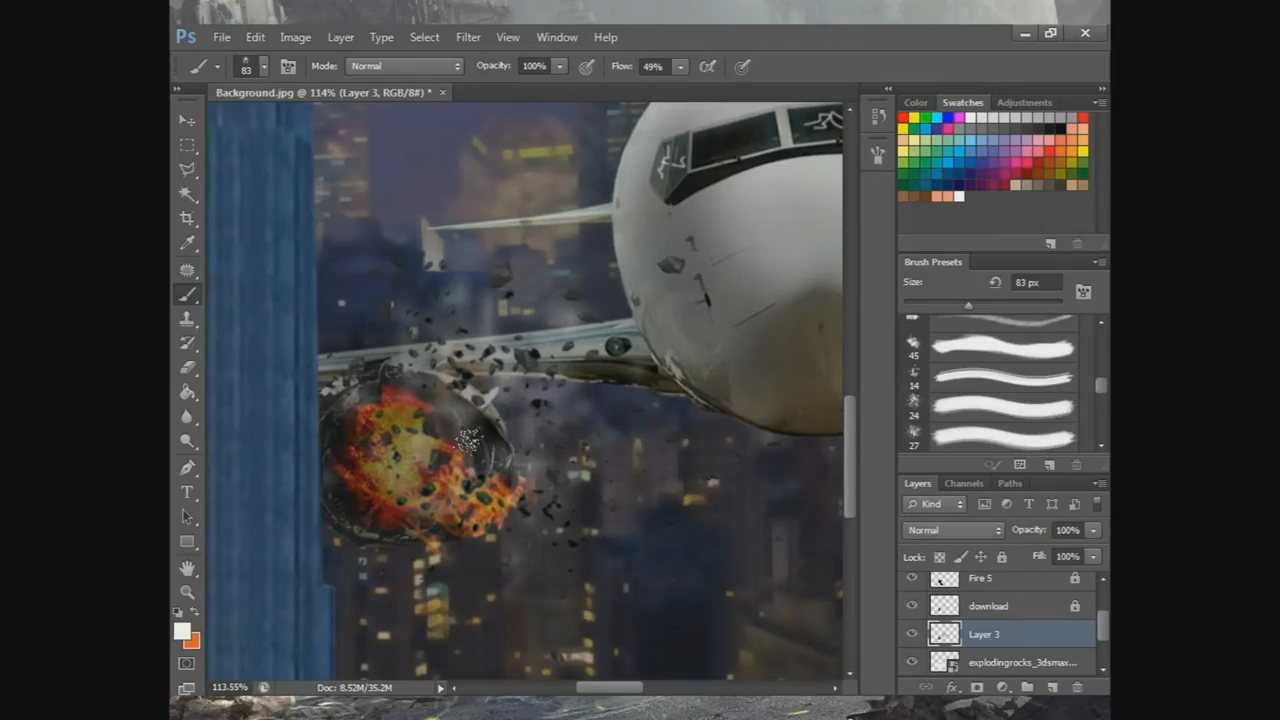 Ps File Edit Image Layer Type Select Filter View Window Help
83 Mode: Normal Opacity: 100% Flow: 49%
Background.jpg @ 114% (Layer 3, RGB/8#) *
Color Swatches Adjustments
Brush Presets
Size: 83 px
45
14
24
27
Layers Channels Paths
Kind
Normal Opacity: 100%
Lock: Fill: 100%
Fire 5
download
Layer 3
explodingrocks_3dsmax...
113.55% Doc: 8.52M/35.2M